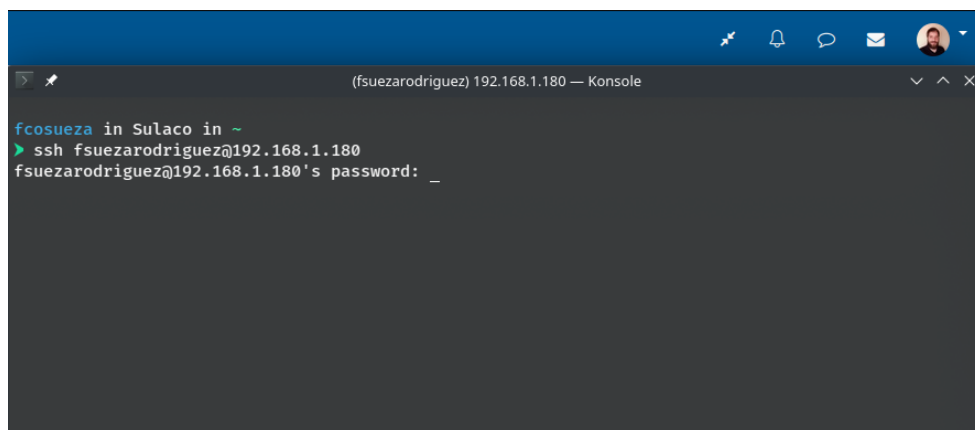 (fsuezarodriguez) 192.168.1.180 — Konsole
fcosueza in Sulaco in ~
❯ ssh fsuezarodriguez@192.168.1.180
fsuezarodriguez@192.168.1.180's password: _